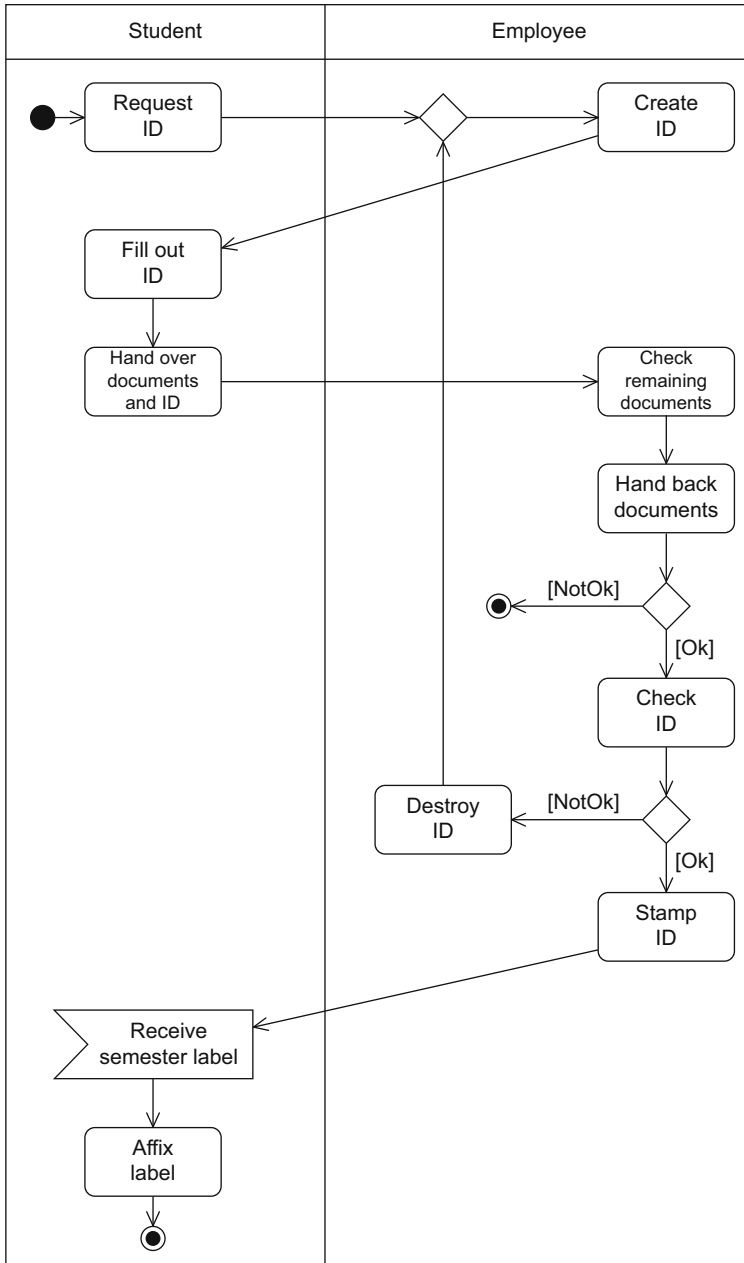 Student
Employee
Request
ID
Create
ID
Fill out
ID
Hand over
documents
and ID
Check
remaining
documents
Hand back
documents
[NotOk]
[Ok]
Check
ID
Destroy
ID
[NotOk]
[Ok]
Stamp
ID
Receive
semester label
Affix
label